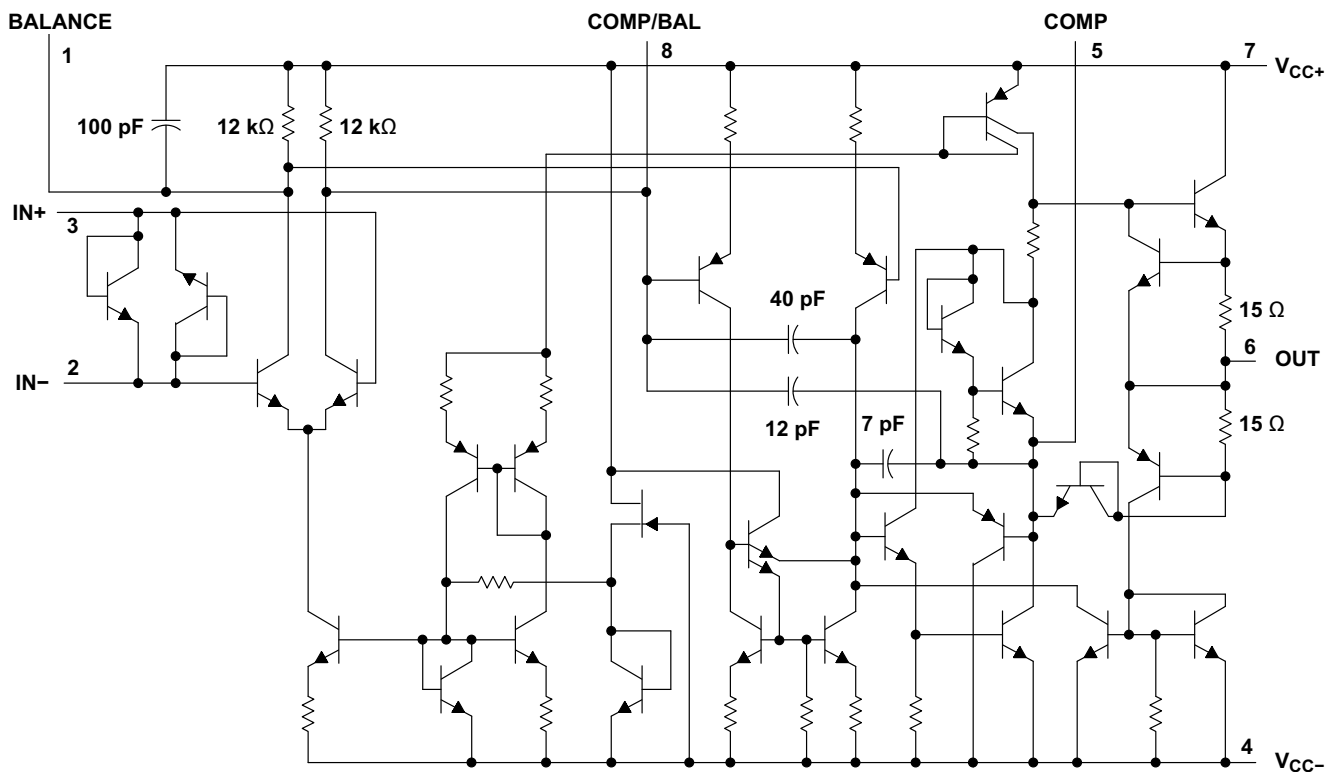 BALANCE
COMP/BAL
COMP
1
8
5
7
VCC+
100 pF
12 kΩ
12 kΩ
IN+
3
40 pF
15 Ω
6
OUT
2
IN−
12 pF
7 pF
15 Ω
4
VCC−